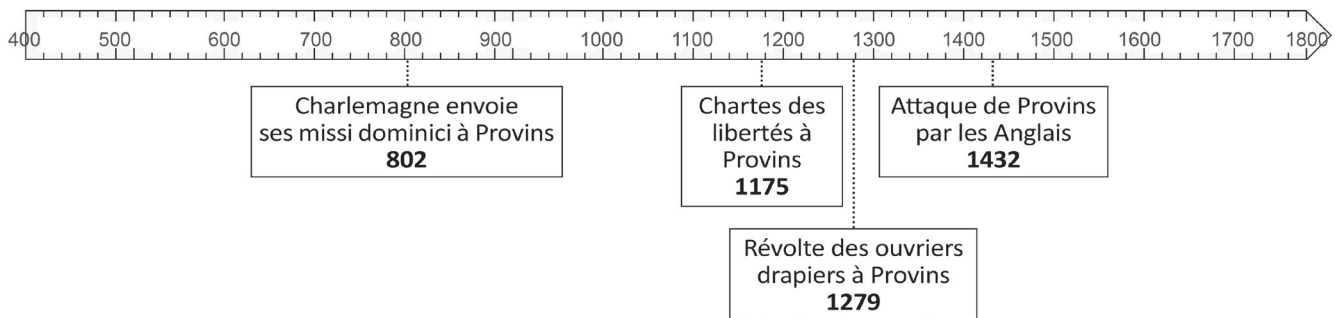 400 500 600 700 800 900 1000 1100 1200 1300 1400 1500 1600 1700 1800
Charlemagne envoie
ses missi dominici à Provins
802
Chartes des
libertés à
Provins
1175
Attaque de Provins
par les Anglais
1432
Révolte des ouvriers
drapiers à Provins
1279